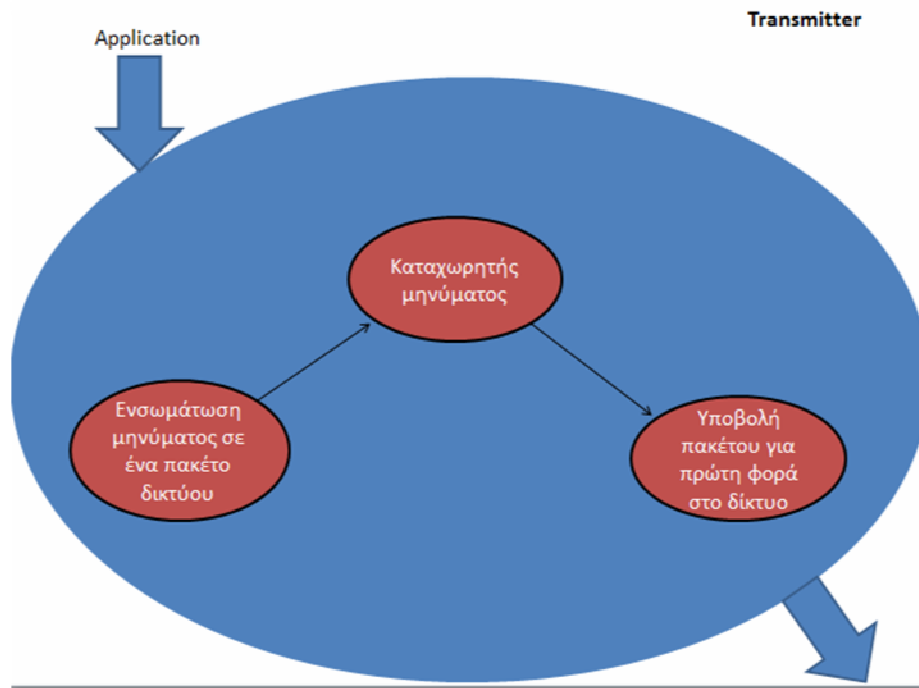 Transmitter
Application
Καταχωρητής
μηνύματος
Ενσωμάτωση
μηνύματος σε
ένα πακέτο
δικτύου
Υποβολή
πακέτου για
πρώτη φορά
στο δίκτυο